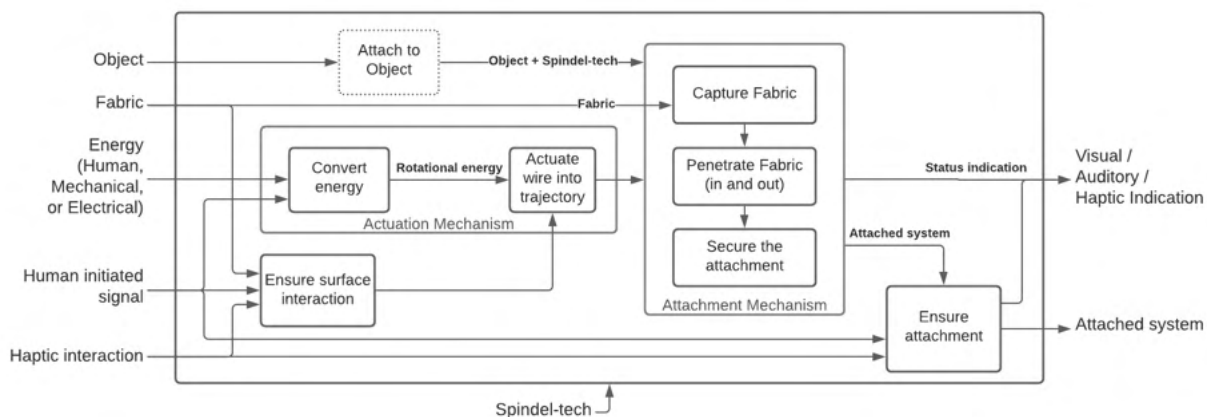 Object
Fabric
Energy
(Human,
Mechanical,
or Electrical)
Human initiated
signal
Haptic interaction
Attach to
Object
Object + Spindel-tech
Fabric
Convert
energy
Rotational energy
Actuate
wire into
trajectory
Actuation Mechanism
Ensure surface
interaction
Capture Fabric
Penetrate Fabric
(in and out)
Secure the
attachment
Attachment Mechanism
Status indication
Attached system
Ensure
attachment
Visual /
Auditory /
Haptic Indication
Attached system
Spindel-tech